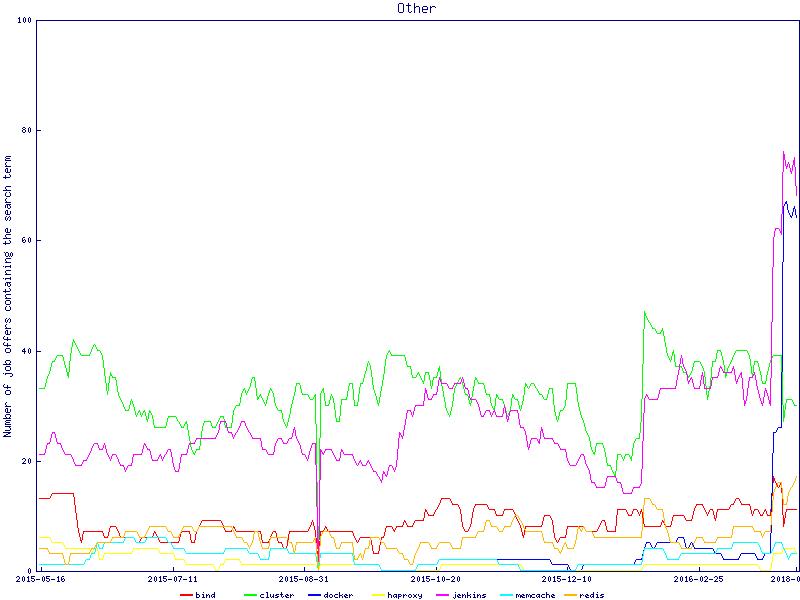 Other
100
80
60
40
20
0
Number of job offers containing the search term
2015-05-16 2015-07-11 2015-08-31 2015-10-20 2015-12-10 2016-02-25 2018-0
bind cluster docker haproxy jenkins memcache redis